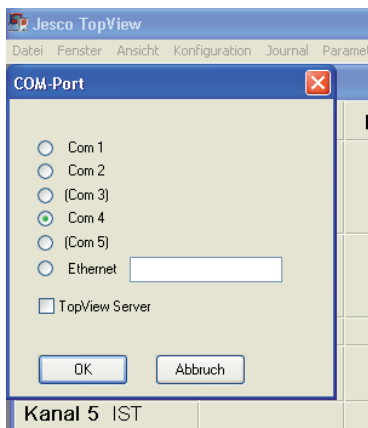 Jesco TopView
Datei Fenster Ansicht Konfiguration Journal
COM-Port
Com 1
Com 2
(Com 3)
Com 4
(Com 5)
Ethernet
TopView Server
OK Abbruch
Kanal 5 IST